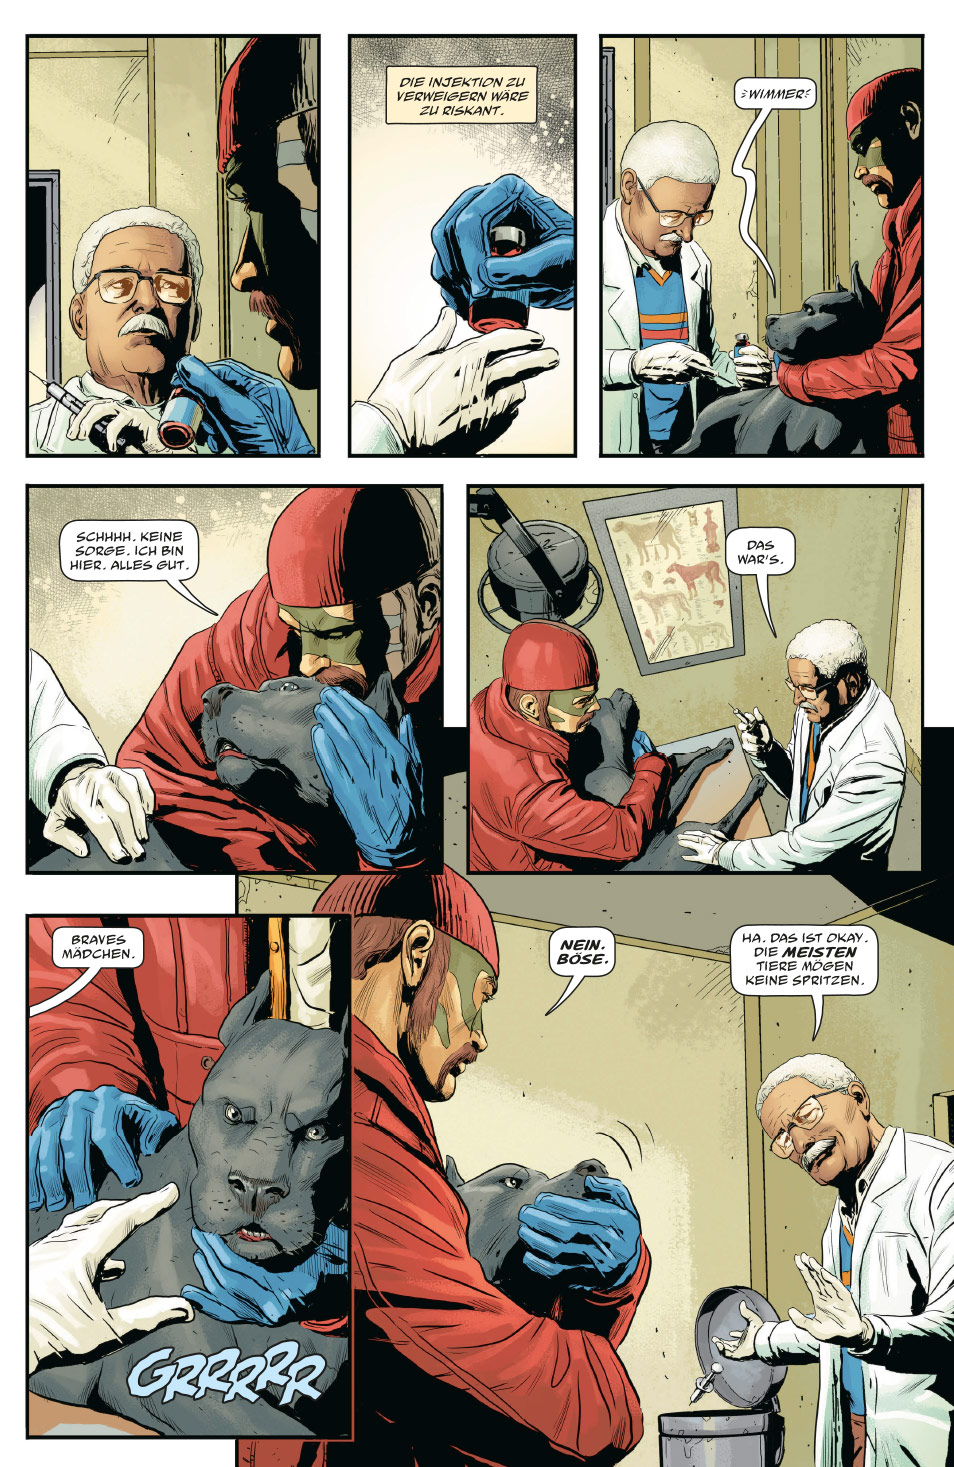 DIE INJEKTION ZU
VERWEIGERN WÄRE
ZU RISKANT.
WIMMER
SCHHHH. KEINE
SORGE. ICH BIN
HIER. ALLES GUT.
DAS
WAR'S.
BRAVES
MÄDCHEN.
GRRRRRR
NEIN.
BÖSE.
HA. DAS IST OKAY.
DIE MEISTEN
TIERE MÖGEN
KEINE SPRITZEN.